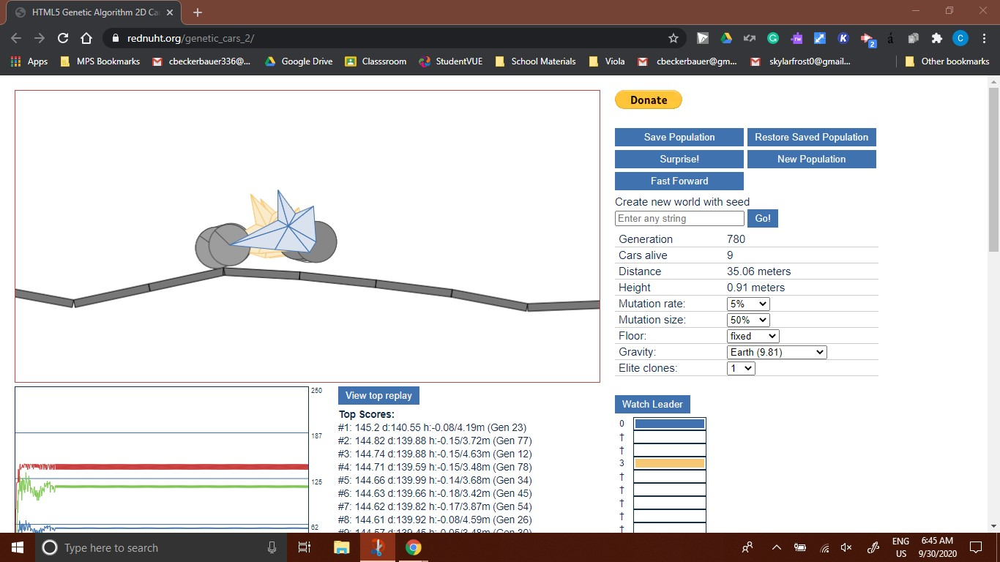 HTML5 Genetic Algorithm 2D Ca
rednuht.org/genetic_cars_2/
Apps MPS Bookmarks cbeckerbauer336@... Google Drive Classsroom StudentVUE School Materials Viola cbeckerbauer@gm... skylarfrost0@gmail... Other bookmarks
Donate
Save Population Restore Saved Population
Surprise! New Population
Fast Forward
Create new world with seed
Enter any string Go!
Generation 780
Cars alive 9
Distance 35.06 meters
Height 0.91 meters
Mutation rate: 5%
Mutation size: 50%
Floor: fixed
Gravity: Earth (9.81)
Elite clones: 1
250
187
125
62
View top replay
Top Scores:
#1: 145.2 d:140.55 h:-0.08/4.19m (Gen 23)
#2: 144.82 d:139.88 h:-0.15/3.72m (Gen 77)
#3: 144.74 d:139.88 h:-0.15/4.63m (Gen 12)
#4: 144.71 d:139.59 h:-0.15/3.48m (Gen 78)
#5: 144.66 d:139.99 h:-0.14/3.68m (Gen 34)
#6: 144.63 d:139.66 h:-0.18/3.42m (Gen 45)
#7: 144.62 d:139.82 h:-0.17/3.87m (Gen 54)
#8: 144.61 d:139.92 h:-0.08/4.59m (Gen 26)
#9: 144.57 d:139.45 h:-0.05/3.48m (Gen 30)
Watch Leader
0
†
†
3
†
†
†
†
†
Type here to search
ENG
US
6:45 AM
9/30/2020